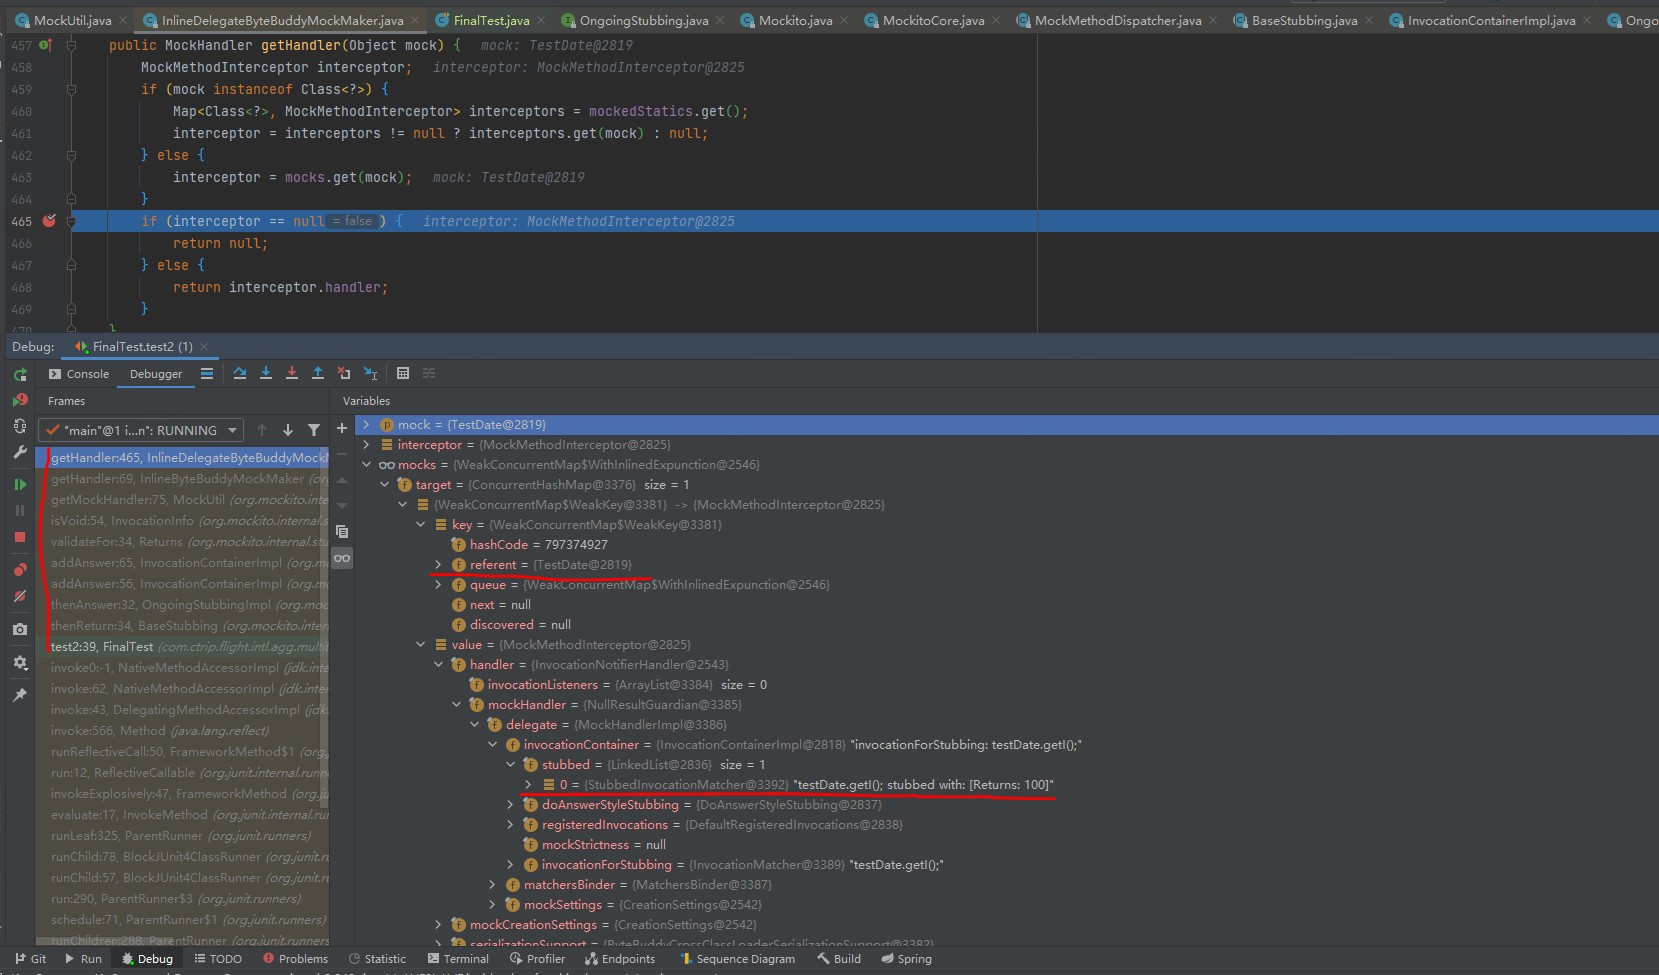 MockUtil.java InlineDelegateByteBuddyMockMaker.java FinalTest.java OngoingStubbing.java Mockito.java MockitoCore.java MockMethodDispatcher.java BaseStubbing.java InvocationContainerImpl.java Ongo
457 public MockHandler getHandler(Object mock) { mock: TestDate@2819
458 MockMethodInterceptor interceptor; interceptor: MockMethodInterceptor@2825
459 if (mock instanceof Class<?>) {
460 Map<Class<?>, MockMethodInterceptor> interceptors = mockedStatics.get();
461 interceptor = interceptors != null ? interceptors.get(mock) : null;
462 } else {
463 interceptor = mocks.get(mock); mock: TestDate@2819
464 }
465 if (interceptor == null = false ) { interceptor: MockMethodInterceptor@2825
466 return null;
467 } else {
468 return interceptor.handler;
469 }
470 }
Debug: FinalTest.test2 (1)
Console Debugger
Frames Variables
"main"@1 i...n": RUNNING
mock = {TestDate@2819}
interceptor = {MockMethodInterceptor@2825}
mocks = {WeakConcurrentMap$WithInlinedExpunction@2546}
target = {ConcurrentHashMap@3376} size = 1
{WeakConcurrentMap$WeakKey@3381} -> {MockMethodInterceptor@2825}
key = {WeakConcurrentMap$WeakKey@3381}
hashCode = 797374927
referent = {TestDate@2819}
queue = {WeakConcurrentMap$WithInlinedExpunction@2546}
next = null
discovered = null
value = {MockMethodInterceptor@2825}
handler = {InvocationNotifierHandler@2543}
invocationListeners = {ArrayList@3384} size = 0
mockHandler = {NullResultGuardian@3385}
delegate = {MockHandlerImpl@3386}
invocationContainer = {InvocationContainerImpl@2818} "invocationForStubbing: testDate.getI();"
stubbed = {LinkedList@2836} size = 1
0 = {StubbedInvocationMatcher@3392} "testDate.getI(); stubbed with: [Returns: 100]"
doAnswerStyleStubbing = {DoAnswerStyleStubbing@2837}
registeredInvocations = {DefaultRegisteredInvocations@2838}
mockStrictness = null
invocationForStubbing = {InvocationMatcher@3389} "testDate.getI();"
matchersBinder = {MatchersBinder@3387}
mockSettings = {CreationSettings@2542}
mockCreationSettings = {CreationSettings@2542}
serializationSupport = {ByteBuddyCrossClassLoaderSerializationSupport@3382}
getHandler:465, InlineDelegateByteBuddyMockM
getHandler:69, InlineByteBuddyMockMaker (org
getMockHandler:75, MockUtil (org.mockito.inte
isVoid:54, InvocationInfo (org.mockito.internal.s
validateFor:34, Returns (org.mockito.internal.stu
addAnswer:65, InvocationContainerImpl (org.m
addAnswer:56, InvocationContainerImpl (org.m
thenAnswer:32, OngoingStubbingImpl (org.moc
thenReturn:34, BaseStubbing (org.mockito.inter
test2:39, FinalTest (com.ctrip.flight.intl.agg.multit
invoke0:-1, NativeMethodAccessorImpl (jdk.inte
invoke:62, NativeMethodAccessorImpl (jdk.inter
invoke:43, DelegatingMethodAccessorImpl (jdk.
invoke:566, Method (java.lang.reflect)
runReflectiveCall:50, FrameworkMethod$1 (org.
run:12, ReflectiveCallable (org.junit.internal.runn
invokeExplosively:47, FrameworkMethod (org.ju
evaluate:17, InvokeMethod (org.junit.internal.run
runLeaf:325, ParentRunner (org.junit.runners)
runChild:78, BlockJUnit4ClassRunner (org.junit.ru
runChild:57, BlockJUnit4ClassRunner (org.junit.ru
run:290, ParentRunner$3 (org.junit.runners)
schedule:71, ParentRunner$1 (org.junit.runners)
runChildren:288, ParentRunner (org.junit.runners
Git Run Debug TODO Problems Statistic Terminal Profiler Endpoints Sequence Diagram Build Spring